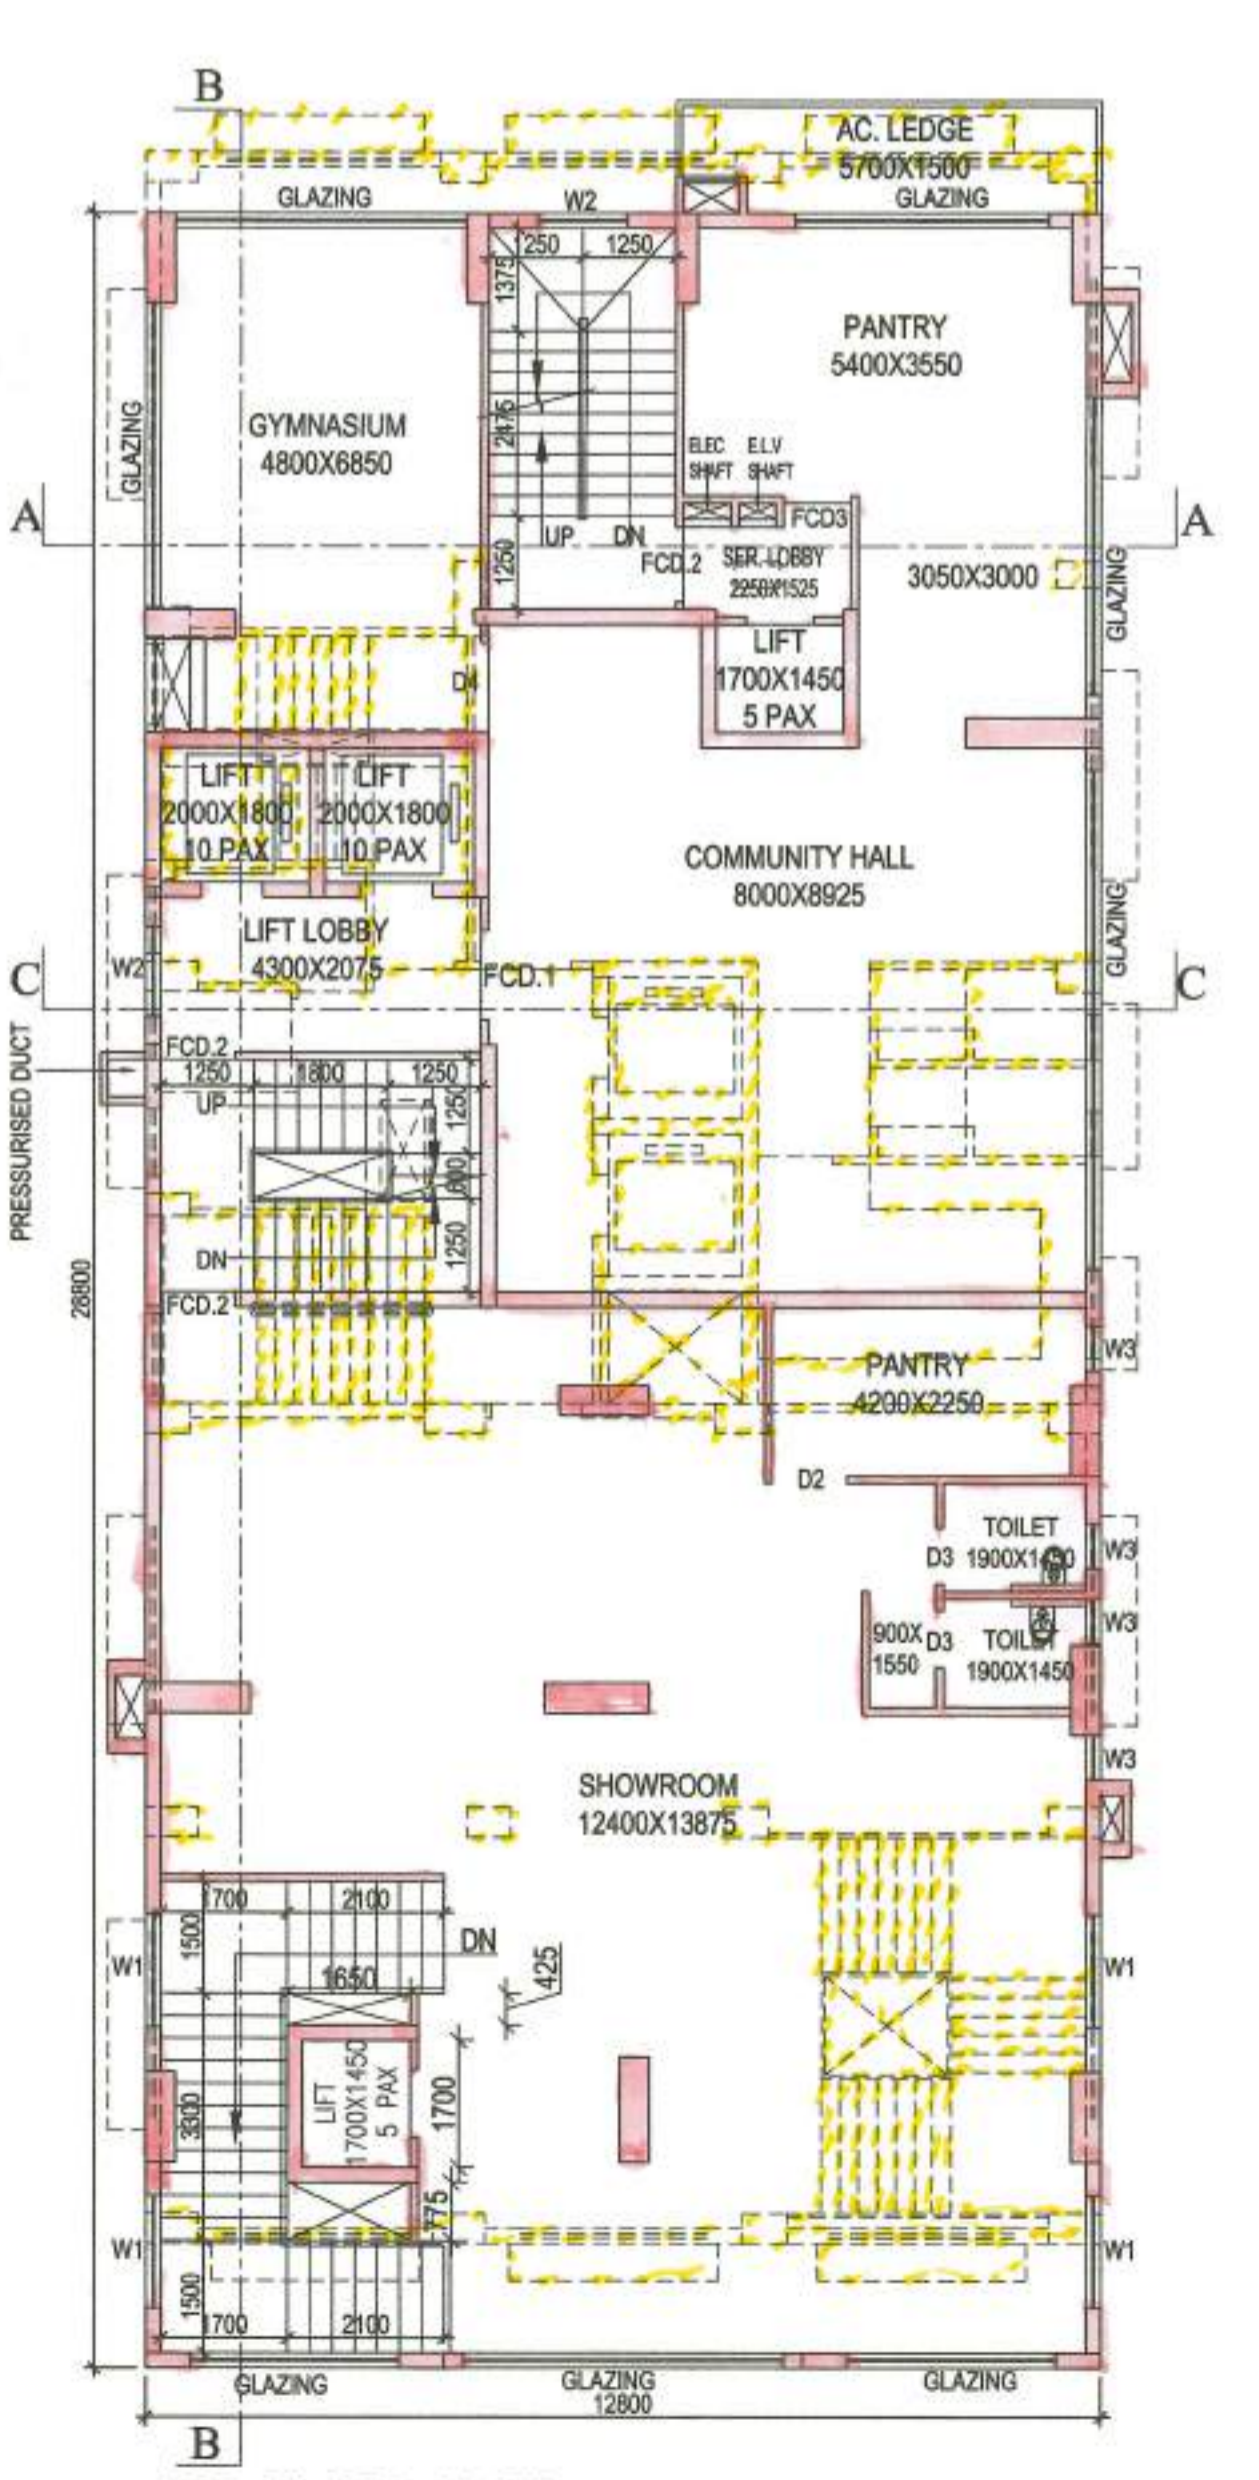 B
AC. LEDGE
5700X1500
GLAZING
W2
GLAZING
250
1250
1375
PANTRY
5400X3550
GLAZING
GYMNASIUM
4800X6850
2475
ELEC
SHAFT
E.L.V
SHAFT
A
UP
DN
FCD3
A
1250
FCD.2
SER. LOBBY
2250X1525
3050X3000
GLAZING
LIFT
1700X1450
5 PAX
D4
LIFT
2000X1800
10 PAX
LIFT
2000X1800
10 PAX
COMMUNITY HALL
8000X8925
LIFT LOBBY
4300X2075
GLAZING
W2
C
FCD.1
C
PRESSURISED DUCT
FCD.2
1250
1800
1250
UP
1250
600
1250
DN
28800
FCD.2
W3
PANTRY
4200X2250
D2
TOILET
1900X1450
D3
W3
W3
900X
1550
D3
TOILET
1900X1450
W3
SHOWROOM
12400X13875
1700
2100
1500
DN
W1
1650
425
W1
LIFT
1700X1450
5 PAX
1700
3300
775
W1
W1
1500
1700
2100
GLAZING
GLAZING
GLAZING
12800
B